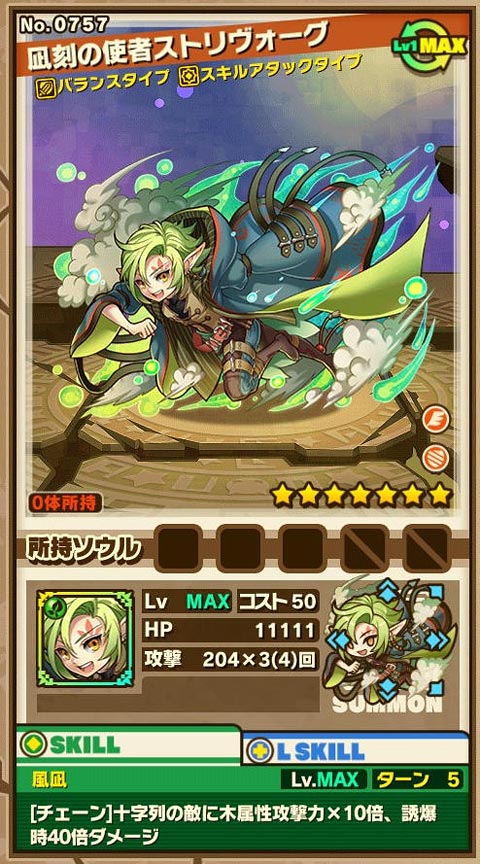 No.0757
凪刻の使者ストリヴォーグ
バランスタイプ スキルアタックタイプ
Lv1 MAX
E
0体所持
所持ソウル
Lv MAX コスト 50
HP 11111
攻撃 204×3(4)回
SUMMON
SKILL
L SKILL
風凪 Lv.MAX ターン 5
[チェーン]十字列の敵に木属性攻撃力×10倍、誘爆
時40倍ダメージ